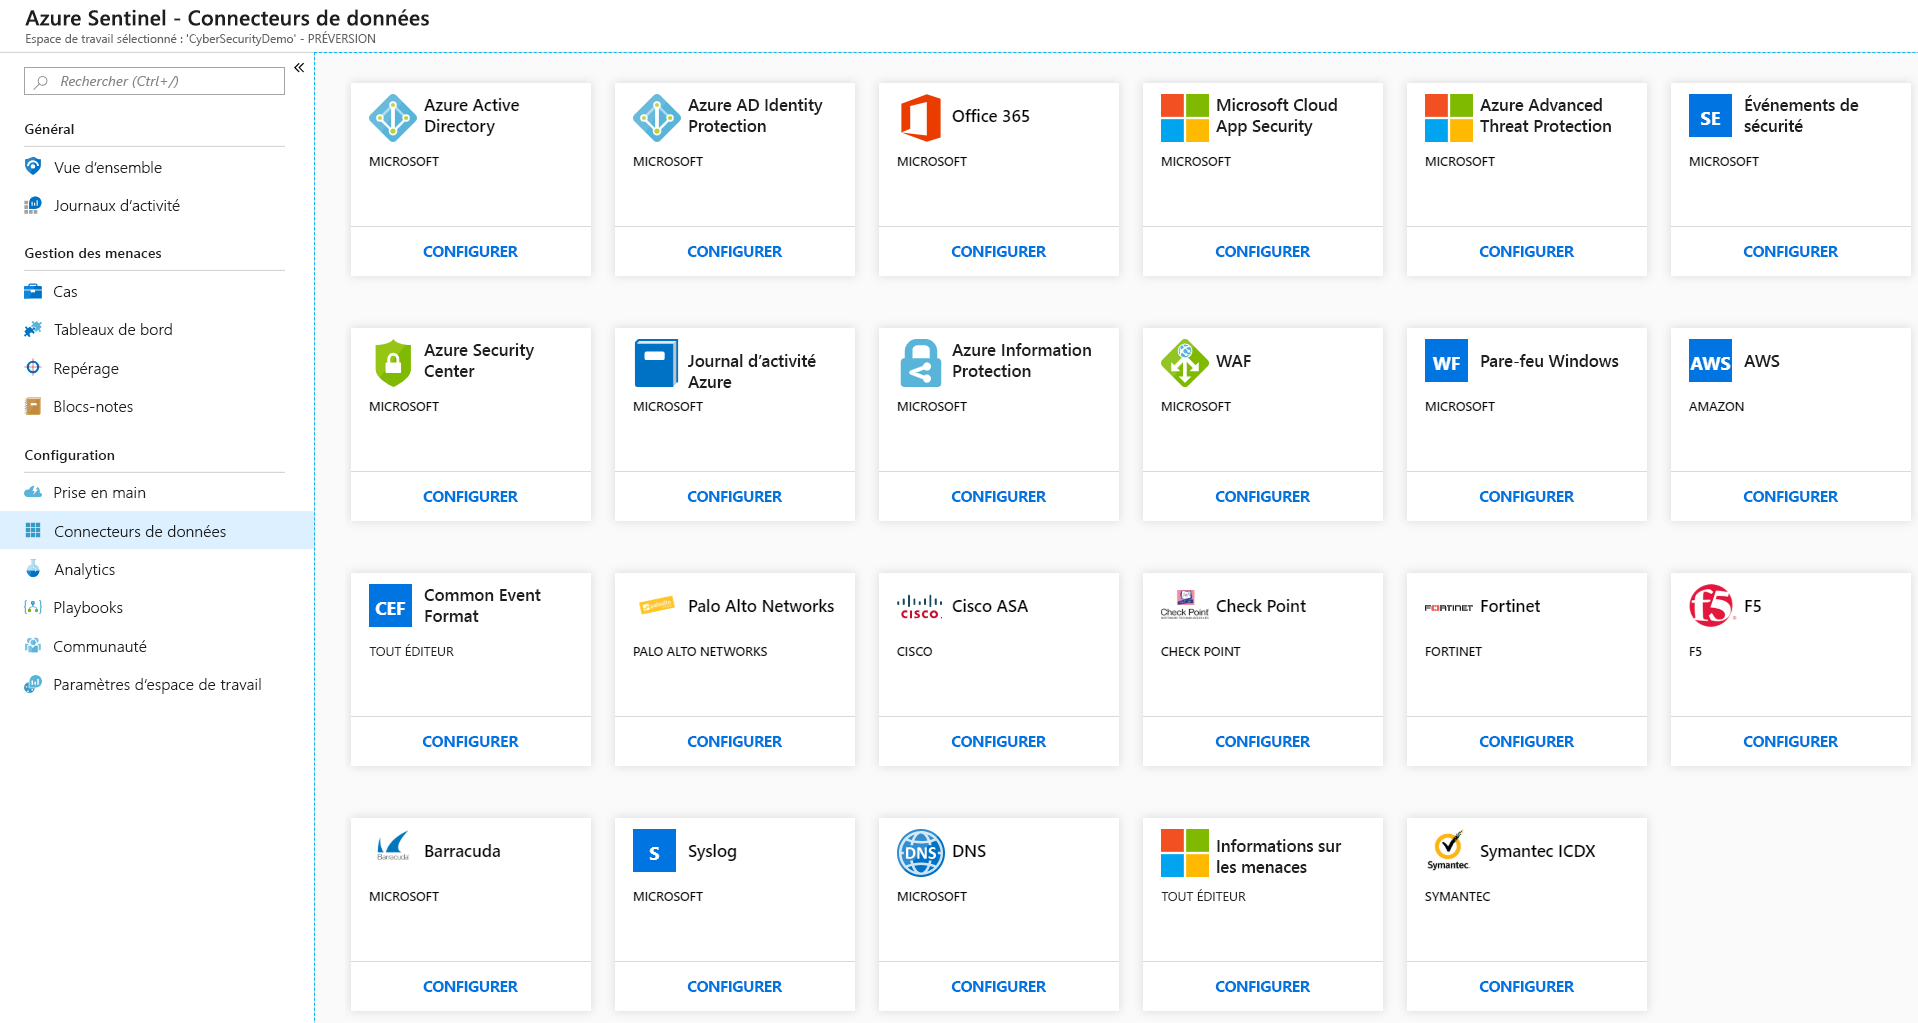 Azure Sentinel - Connecteurs de données
Espace de travail sélectionné : 'CyberSecurityDemo' - PRÉVERSION
Rechercher (Ctrl+/)
«
Général
Vue d’ensemble
Journaux d’activité
Gestion des menaces
Cas
Tableaux de bord
Repérage
Blocs-notes
Configuration
Prise en main
Connecteurs de données
Analytics
Playbooks
Communauté
Paramètres d’espace de travail
Azure Active
Directory
MICROSOFT
CONFIGURER
Azure AD Identity
Protection
MICROSOFT
CONFIGURER
Office 365
MICROSOFT
CONFIGURER
Microsoft Cloud
App Security
MICROSOFT
CONFIGURER
Azure Advanced
Threat Protection
MICROSOFT
CONFIGURER
SE
Événements de
sécurité
MICROSOFT
CONFIGURER
Azure Security
Center
MICROSOFT
CONFIGURER
Journal d’activité
Azure
MICROSOFT
CONFIGURER
Azure Information
Protection
MICROSOFT
CONFIGURER
WAF
MICROSOFT
CONFIGURER
WF
Pare-feu Windows
MICROSOFT
CONFIGURER
AWS
AWS
AMAZON
CONFIGURER
CEF
Common Event
Format
TOUT ÉDITEUR
CONFIGURER
paloalto
Palo Alto Networks
PALO ALTO NETWORKS
CONFIGURER
CISCO
Cisco ASA
CISCO
CONFIGURER
Check Point
Check Point
CHECK POINT
CONFIGURER
FORTINET
Fortinet
FORTINET
CONFIGURER
f5
F5
F5
CONFIGURER
Barracuda
Barracuda
MICROSOFT
CONFIGURER
S
Syslog
MICROSOFT
CONFIGURER
DNS
DNS
MICROSOFT
CONFIGURER
Informations sur
les menaces
TOUT ÉDITEUR
CONFIGURER
Symantec
Symantec ICDX
SYMANTEC
CONFIGURER